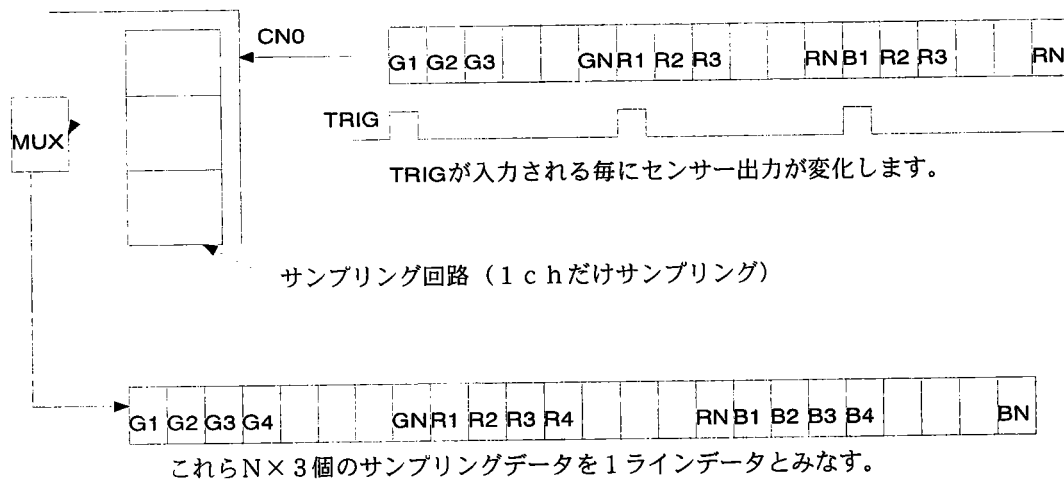 CN0
G1 G2 G3 GN R1 R2 R3 RN B1 R2 R3 RN
MUX
TRIG
TRIGが入力される毎にセンサー出力が変化します。
サンプリング回路（１ｃｈだけサンプリング）
G1 G2 G3 G4 GN R1 R2 R3 R4 RN B1 B2 B3 B4 BN
これらN×３個のサンプリングデータを１ラインデータとみなす。